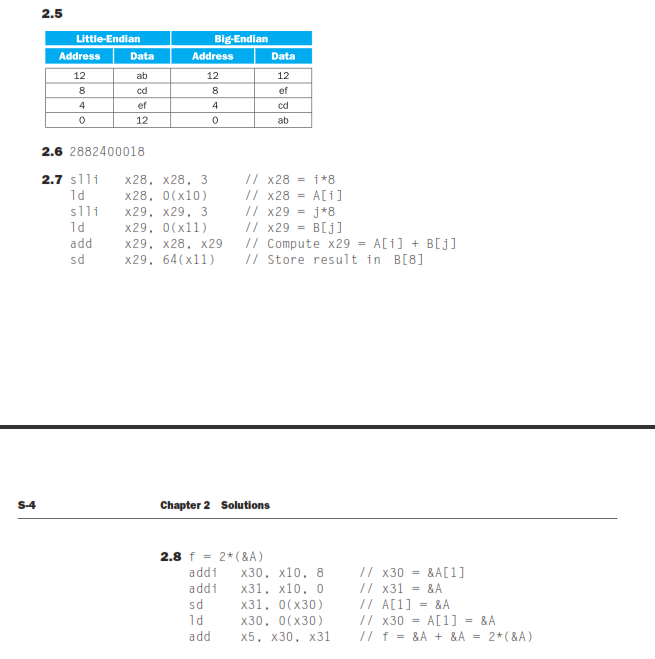 2.5
Little-Endian Big-Endian
Address Data Address Data
12 ab 12 12
8 cd 8 ef
4 ef 4 cd
0 12 0 ab
2.6 2882400018
2.7 slli x28, x28, 3 // x28 = i*8
ld x28, 0(x10) // x28 = A[i]
slli x29, x29, 3 // x29 = j*8
ld x29, 0(x11) // x29 = B[j]
add x29, x28, x29 // Compute x29 = A[i] + B[j]
sd x29, 64(x11) // Store result in B[8]
S-4 Chapter 2 Solutions
2.8 f = 2*(&A)
addi x30, x10, 8 // x30 = &A[1]
addi x31, x10, 0 // x31 = &A
sd x31, 0(x30) // A[1] = &A
ld x30, 0(x30) // x30 = A[1] = &A
add x5, x30, x31 // f = &A + &A = 2*(&A)